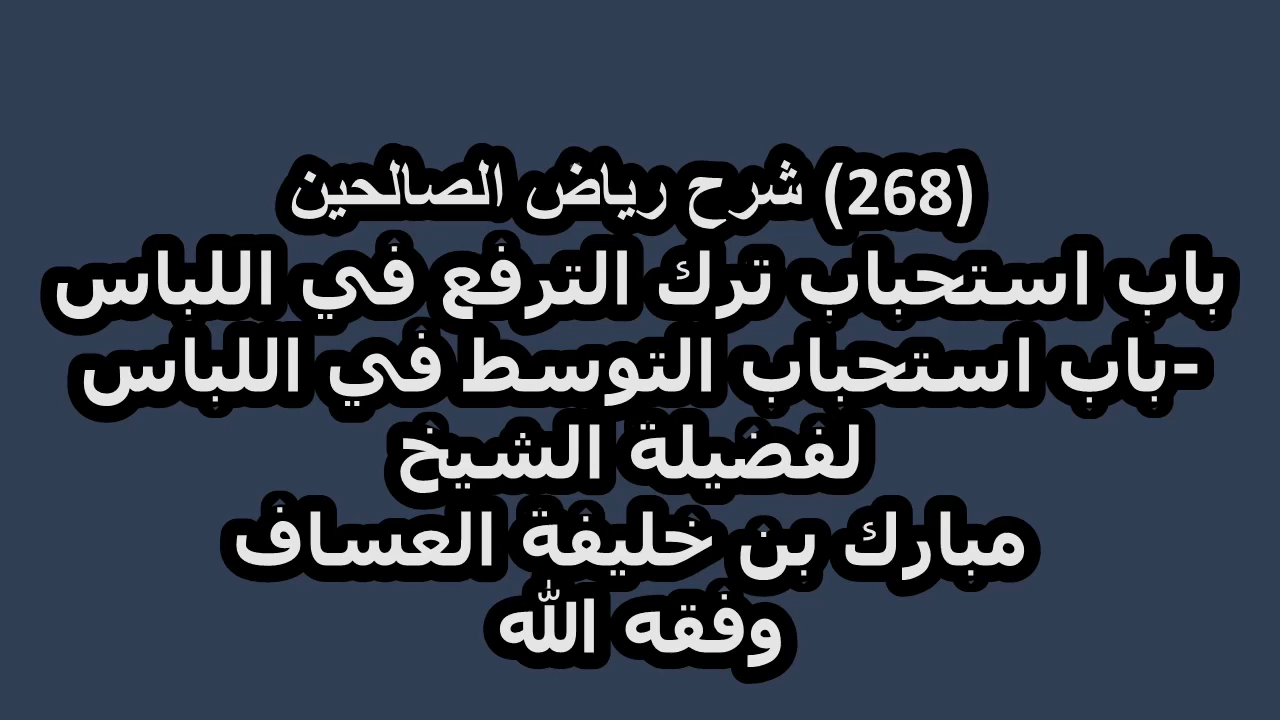 (268) شرح رياض الصالحين
باب استحباب ترك الترفع في اللباس
-باب استحباب التوسط في اللباس
لفضيلة الشيخ
مبارك بن خليفة العساف
وفقه الله